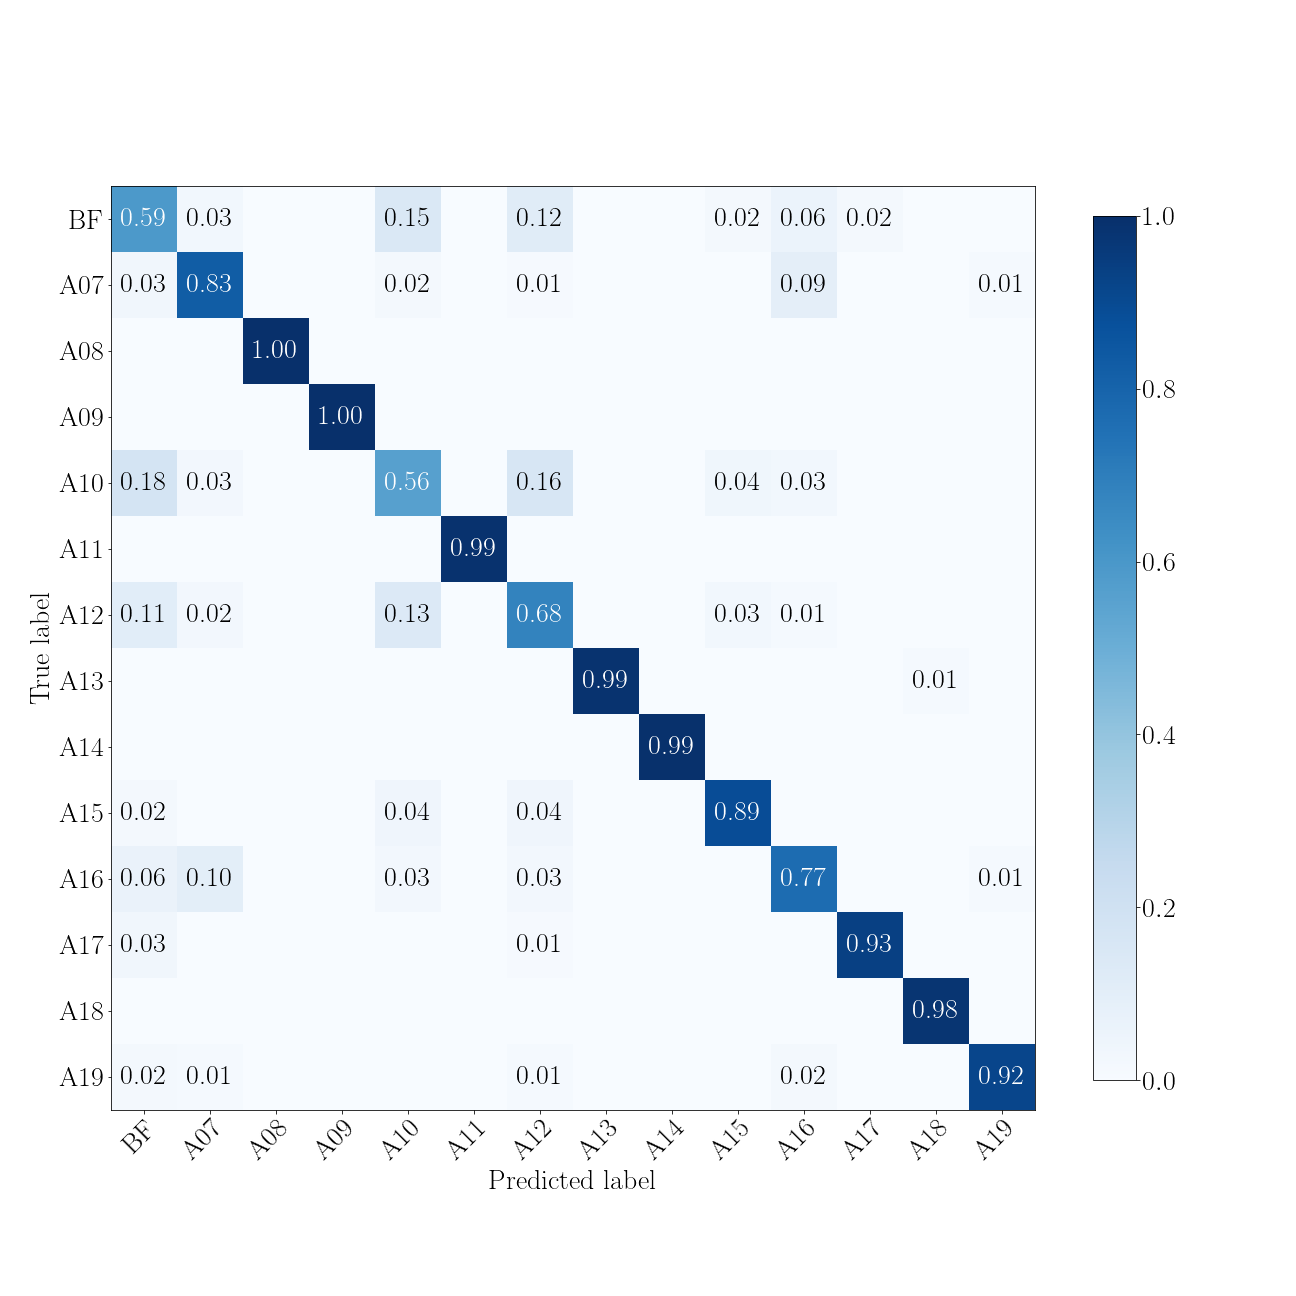 BF 0.59 0.03 0.15 0.12 0.02 0.06 0.02
A07 0.03 0.83 0.02 0.01 0.09 0.01
A08 1.00
A09 1.00
A10 0.18 0.03 0.56 0.16 0.04 0.03
A11 0.99
A12 0.11 0.02 0.13 0.68 0.03 0.01
A13 0.99 0.01
A14 0.99
A15 0.02 0.04 0.04 0.89
A16 0.06 0.10 0.03 0.03 0.77 0.01
A17 0.03 0.01 0.93
A18 0.98
A19 0.02 0.01 0.01 0.02 0.92
BF A07 A08 A09 A10 A11 A12 A13 A14 A15 A16 A17 A18 A19
Predicted label
True label
1.0
0.8
0.6
0.4
0.2
0.0